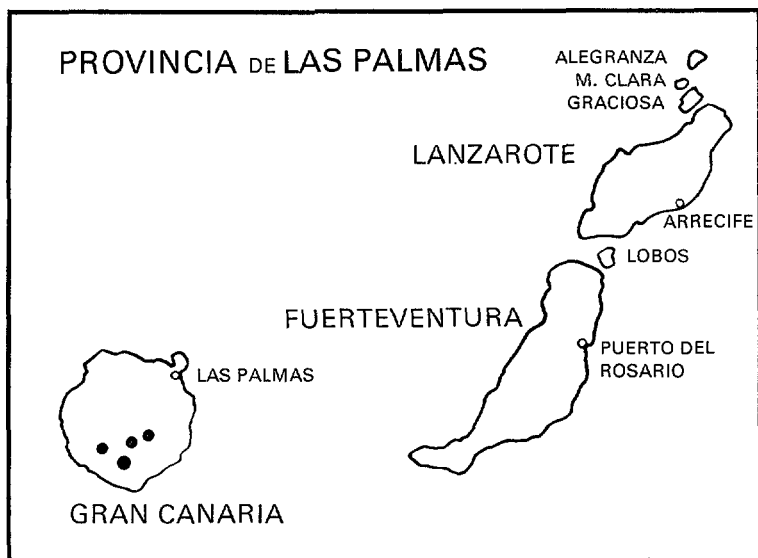 PROVINCIA DE LAS PALMAS
ALEGRANZA
M. CLARA
GRACIOSA
LANZAROTE
ARRECIFE
LOBOS
FUERTEVENTURA
PUERTO DEL
ROSARIO
LAS PALMAS
GRAN CANARIA